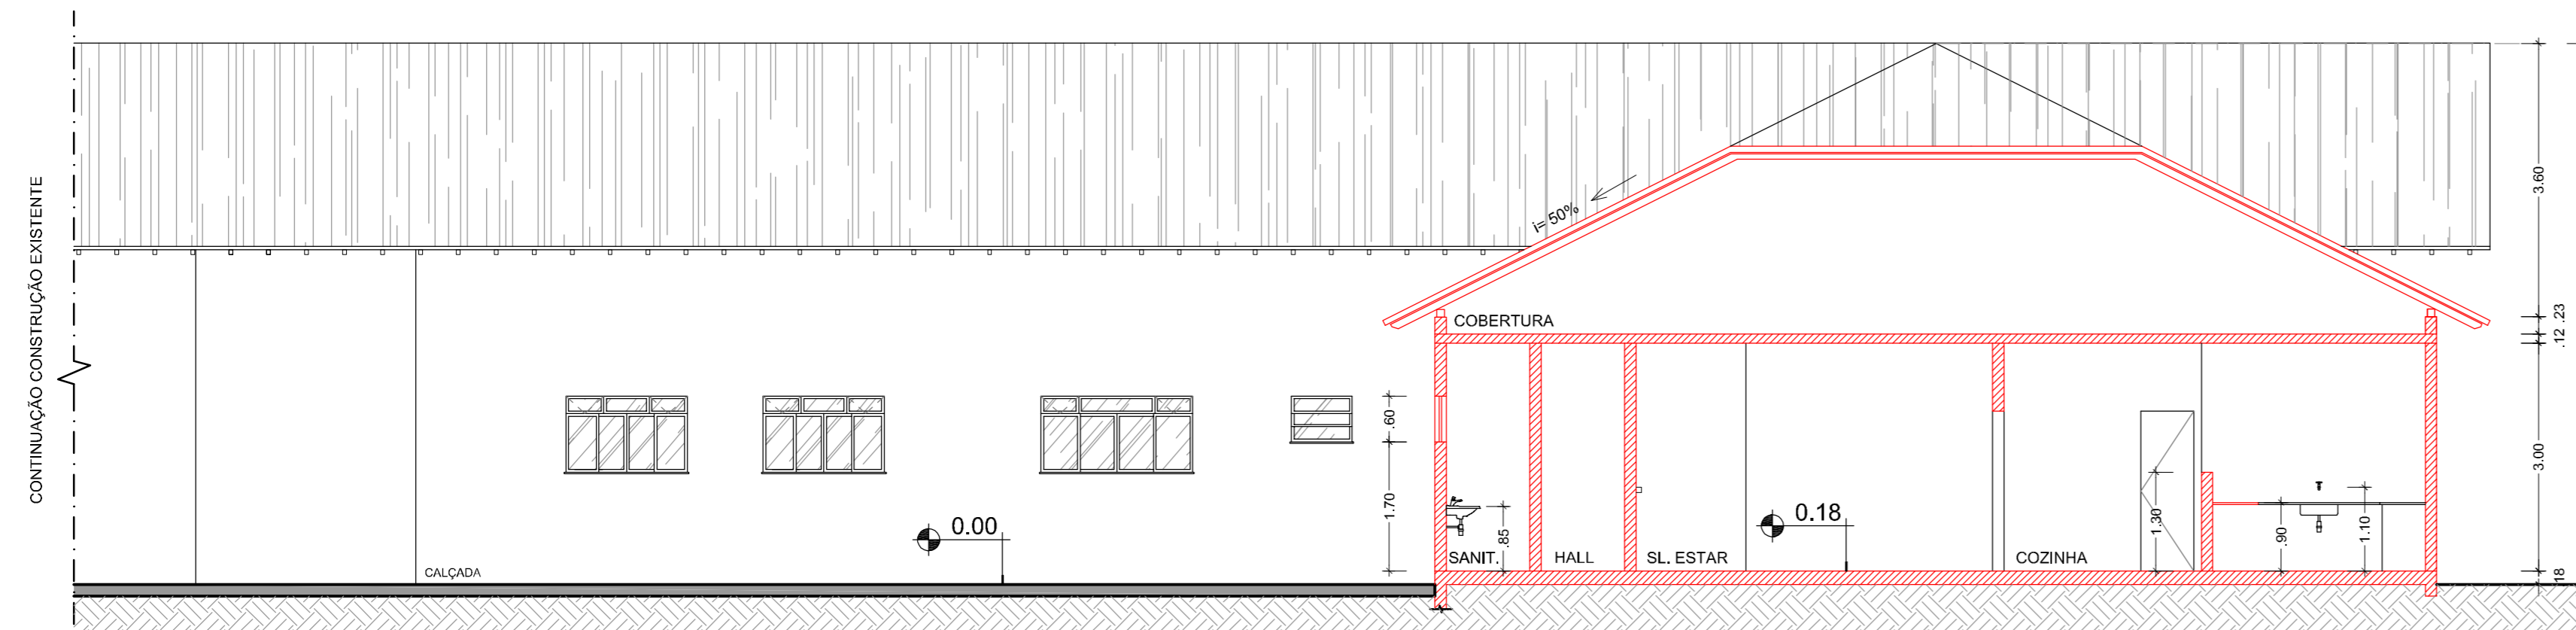 CONTINUAÇÃO CONSTRUÇÃO EXISTENTE
i= 50%
3.60
COBERTURA
.23
.12
.60
1.70
3.00
0.00
0.18
.85
1.30
.90
1.10
SANIT.
HALL
SL. ESTAR
COZINHA
CALÇADA
.18